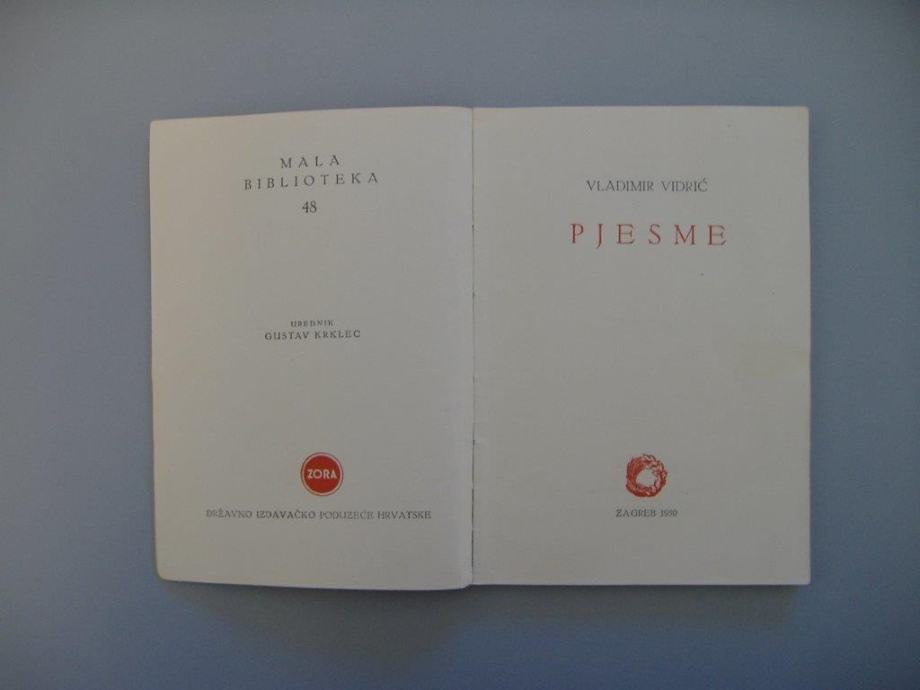 MALA
BIBLIOTEKA
48
UREDNIK
GUSTAV KRKLEC
ZORA
DRŽAVNO IZDAVAČKO PODUZEĆE HRVATSKE
VLADIMIR VIDRIĆ
PJESME
ZAGREB 1950